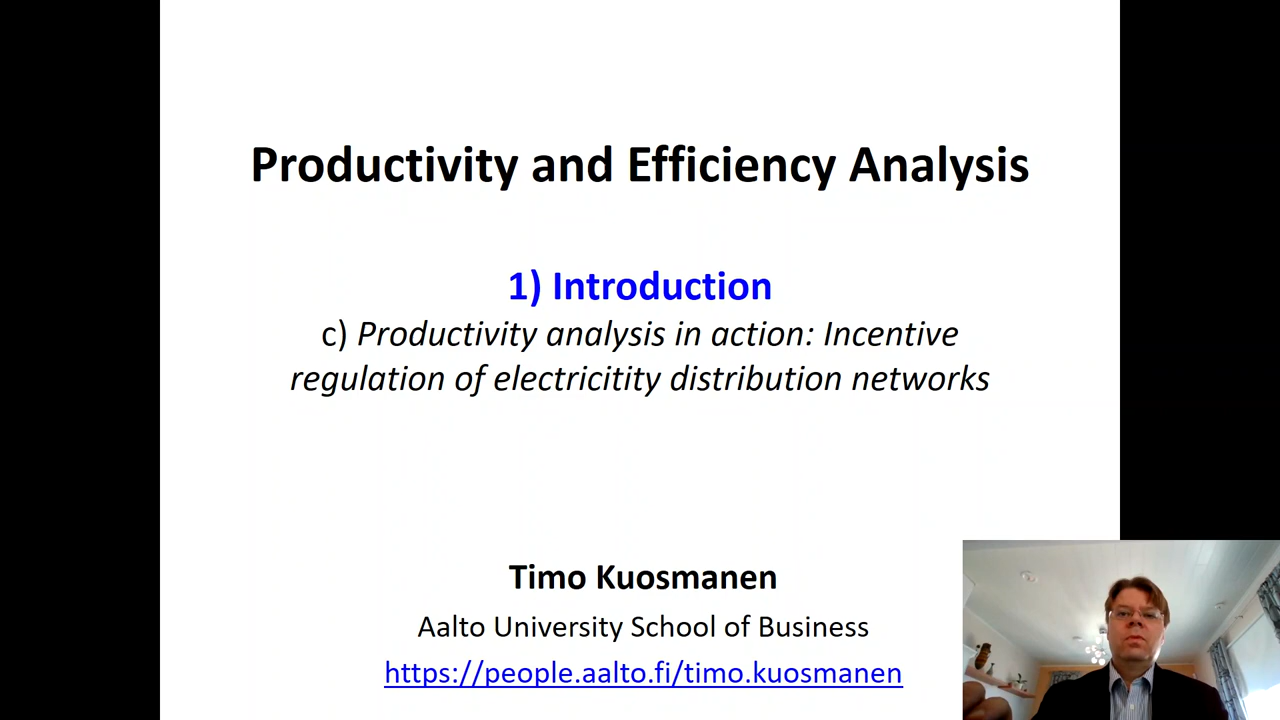 Productivity and Efficiency Analysis
1) Introduction
c) Productivity analysis in action: Incentive
regulation of electricitity distribution networks
Timo Kuosmanen
Aalto University School of Business
https://people.aalto.fi/timo.kuosmanen